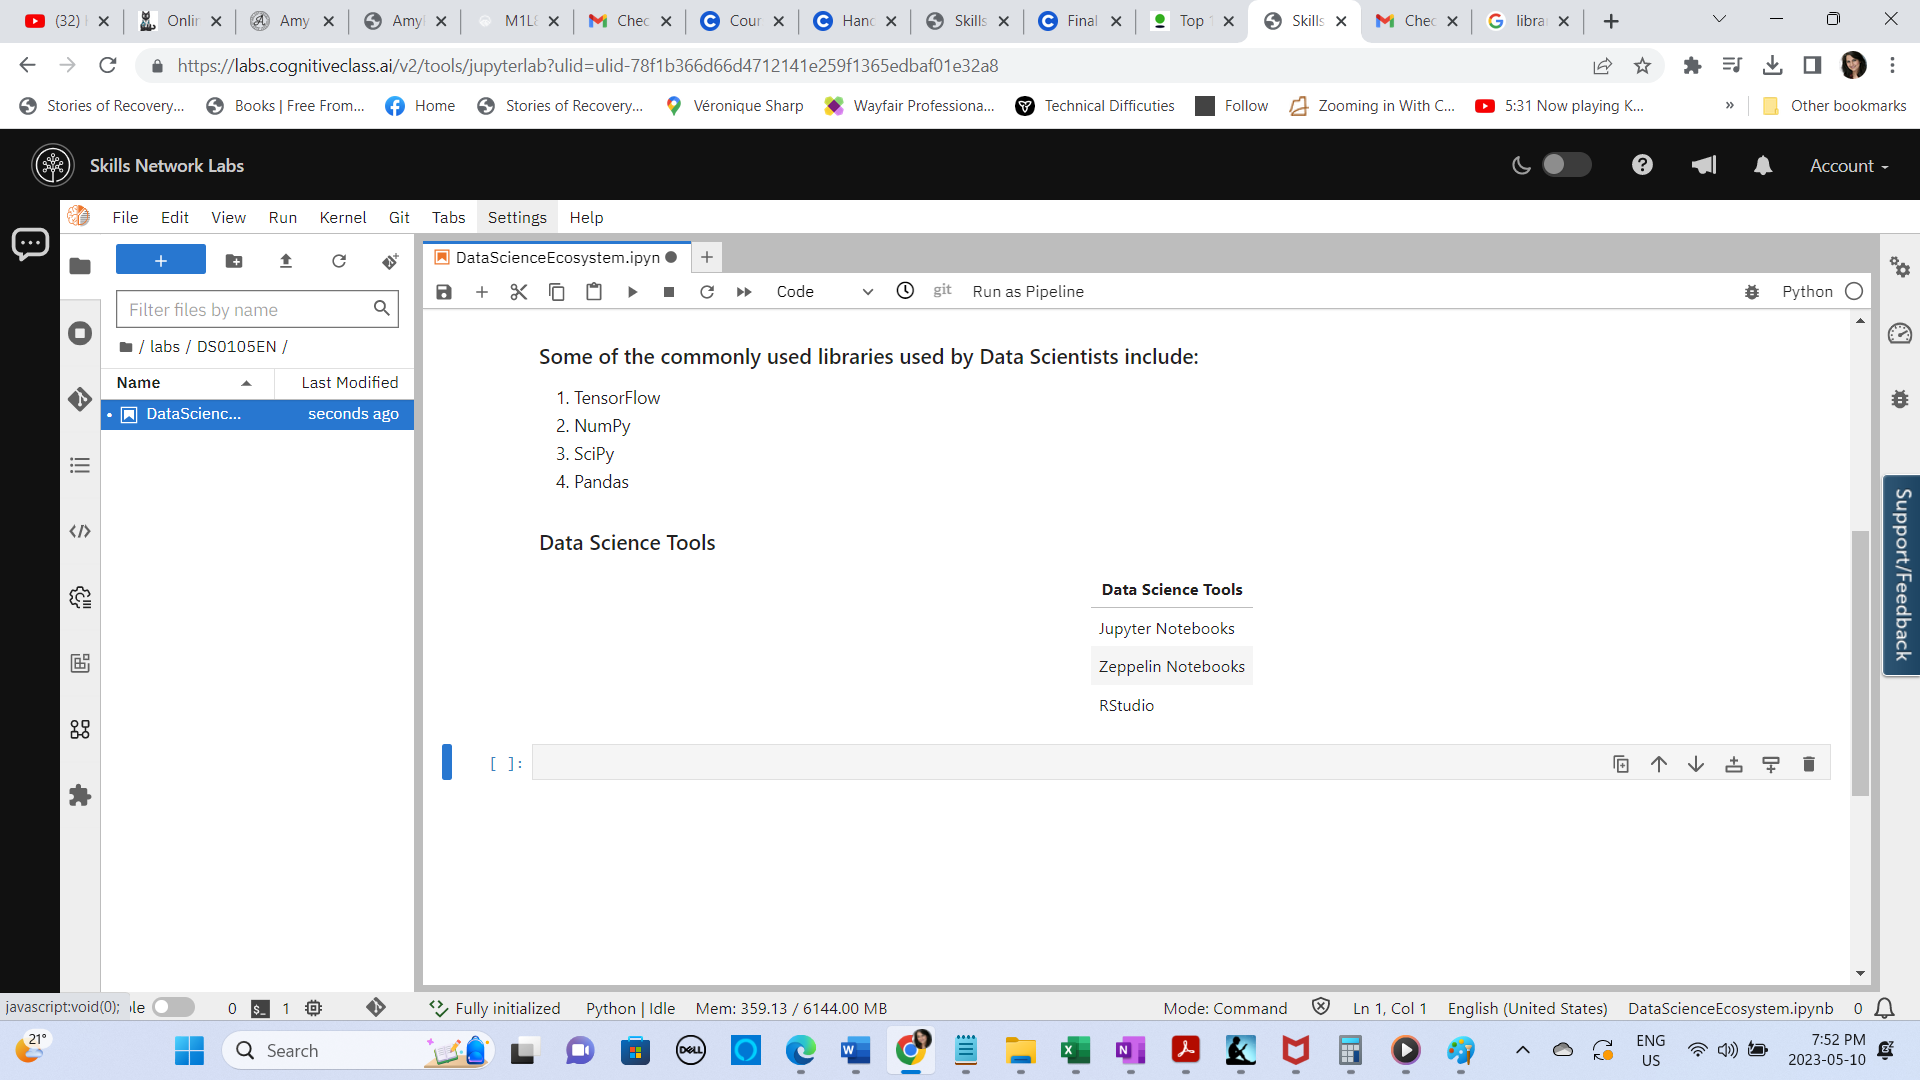 (32)
Onlin
Amy
Amyl
M1L
Chec
Cour
Hand
Skills
Final
Top
Skills
Chec
libra
https://labs.cognitiveclass.ai/v2/tools/jupyterlab?ulid=ulid-78f1b366d66d4712141e259f1365edbaf01e32a8
Stories of Recovery...
Books | Free From...
Home
Stories of Recovery...
Véronique Sharp
Wayfair Professiona...
Technical Difficuties
Follow
Zooming in With C...
5:31 Now playing K...
»
Other bookmarks
Skills Network Labs
Account
File Edit View Run Kernel Git Tabs Settings Help
DataScienceEcosystem.ipyn
Code
git
Run as Pipeline
Python
Filter files by name
/ labs / DS0105EN /
Name
Last Modified
DataScienc...
seconds ago
Some of the commonly used libraries used by Data Scientists include:
1. TensorFlow
2. NumPy
3. SciPy
4. Pandas
Data Science Tools
Data Science Tools
Jupyter Notebooks
Zeppelin Notebooks
RStudio
[ ]:
Support/Feedback
javascript:void(0);
ple
0
$_
1
Fully initialized
Python | Idle
Mem: 359.13 / 6144.00 MB
Mode: Command
Ln 1, Col 1
English (United States)
DataScienceEcosystem.ipynb
0
21°
Search
DELL
ENG
US
7:52 PM
2023-05-10